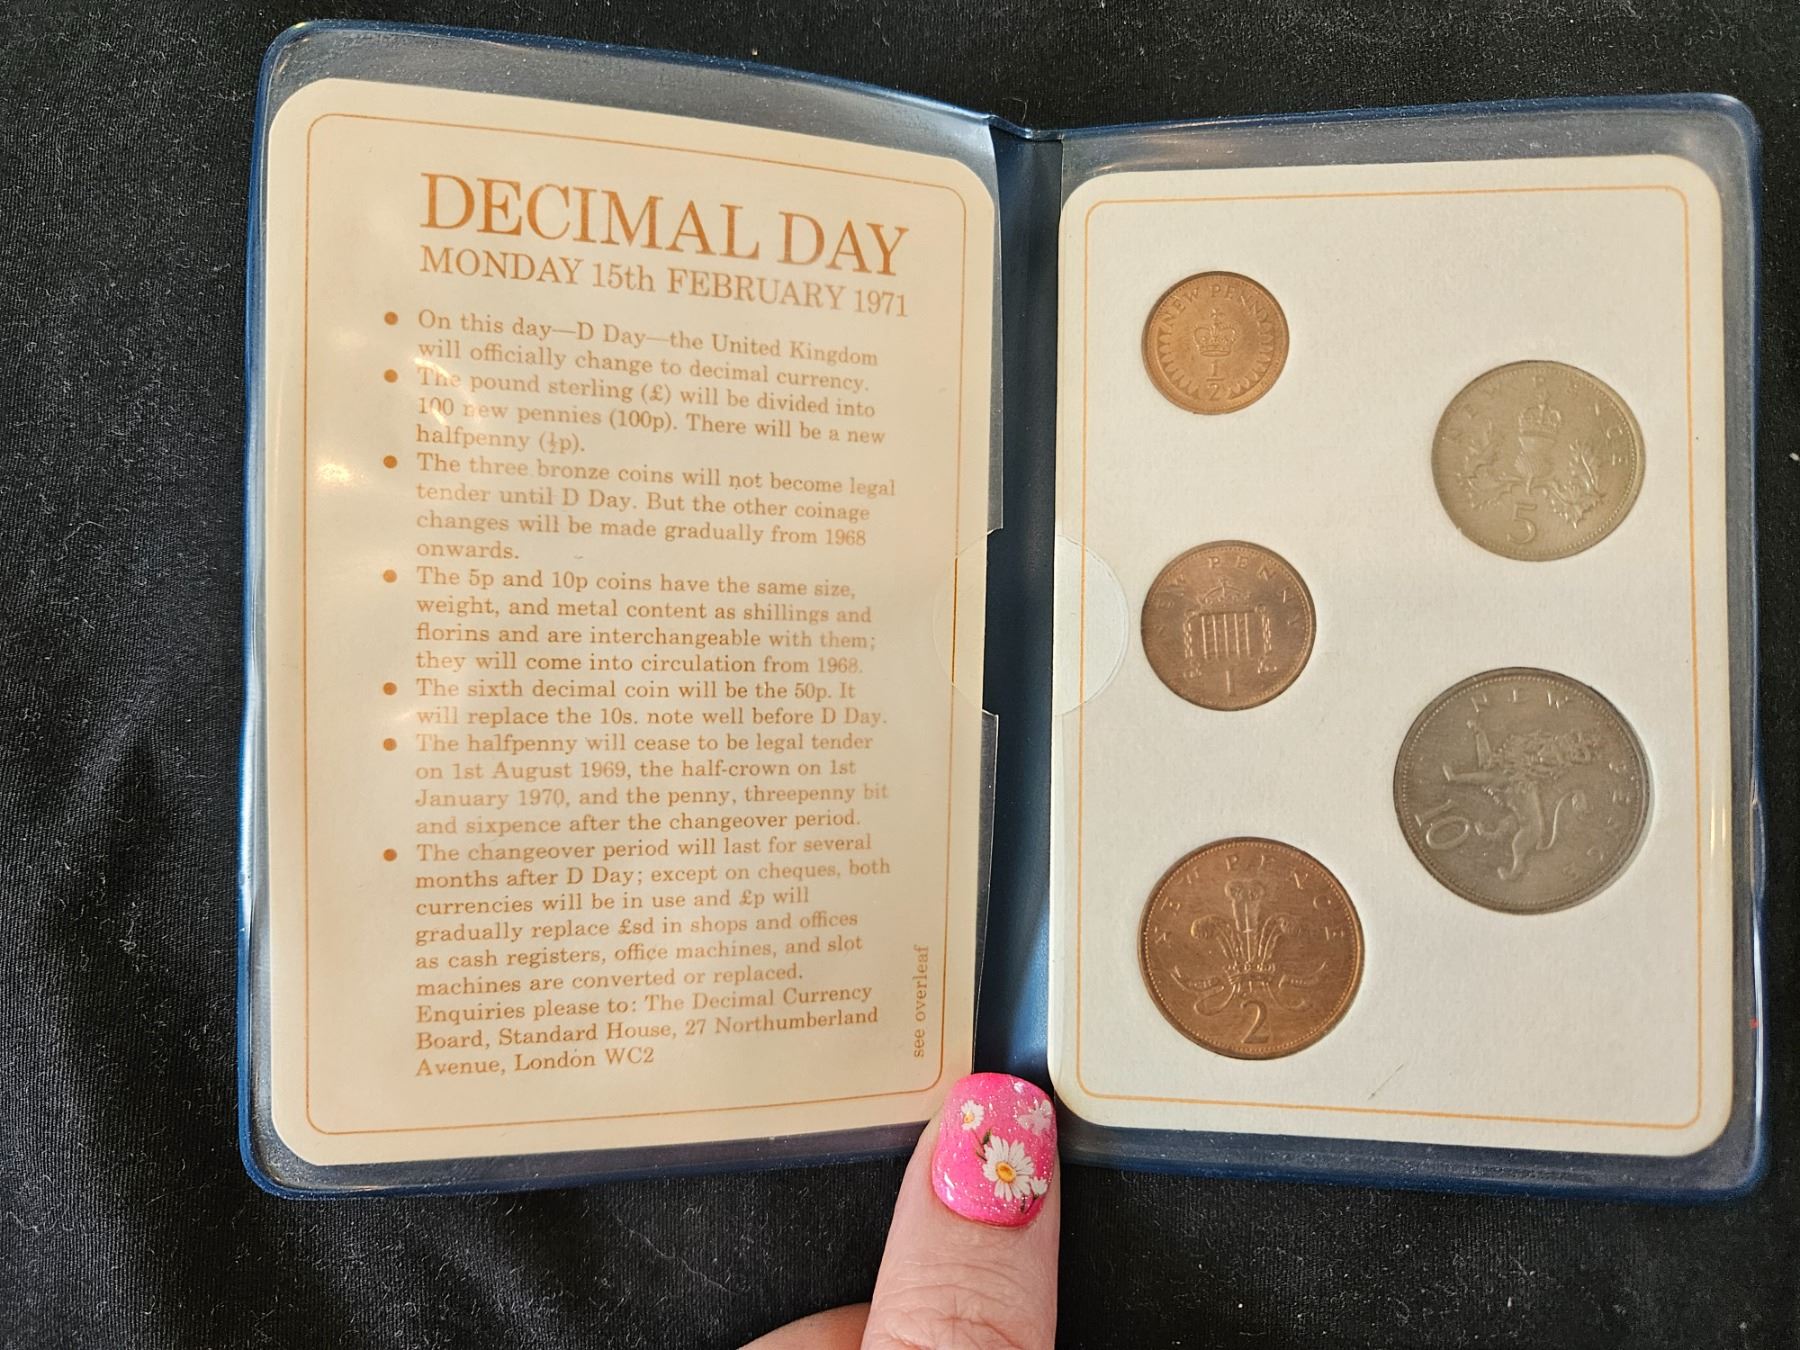 DECIMAL DAY
MONDAY 15th FEBRUARY 1971
• On this day—D Day—the United Kingdom
will officially change to decimal currency.
• The pound sterling (£) will be divided into
100 new pennies (100p). There will be a new
halfpenny (½p).
• The three bronze coins will not become legal
tender until D Day. But the other coinage
changes will be made gradually from 1968
onwards.
• The 5p and 10p coins have the same size,
weight, and metal content as shillings and
florins and are interchangeable with them;
they will come into circulation from 1968.
• The sixth decimal coin will be the 50p. It
will replace the 10s. note well before D Day.
• The halfpenny will cease to be legal tender
on 1st August 1969, the half-crown on 1st
January 1970, and the penny, threepenny bit
and sixpence after the changeover period.
• The changeover period will last for several
months after D Day; except on cheques, both
currencies will be in use and £p will
gradually replace £sd in shops and offices
as cash registers, office machines, and slot
machines are converted or replaced.
Enquiries please to: The Decimal Currency
Board, Standard House, 27 Northumberland
Avenue, London WC2
see overleaf
NEW PENNY
½
NEW PENCE
5
NEW PENNY
1
NEW PENCE
10
NEW PENCE
2